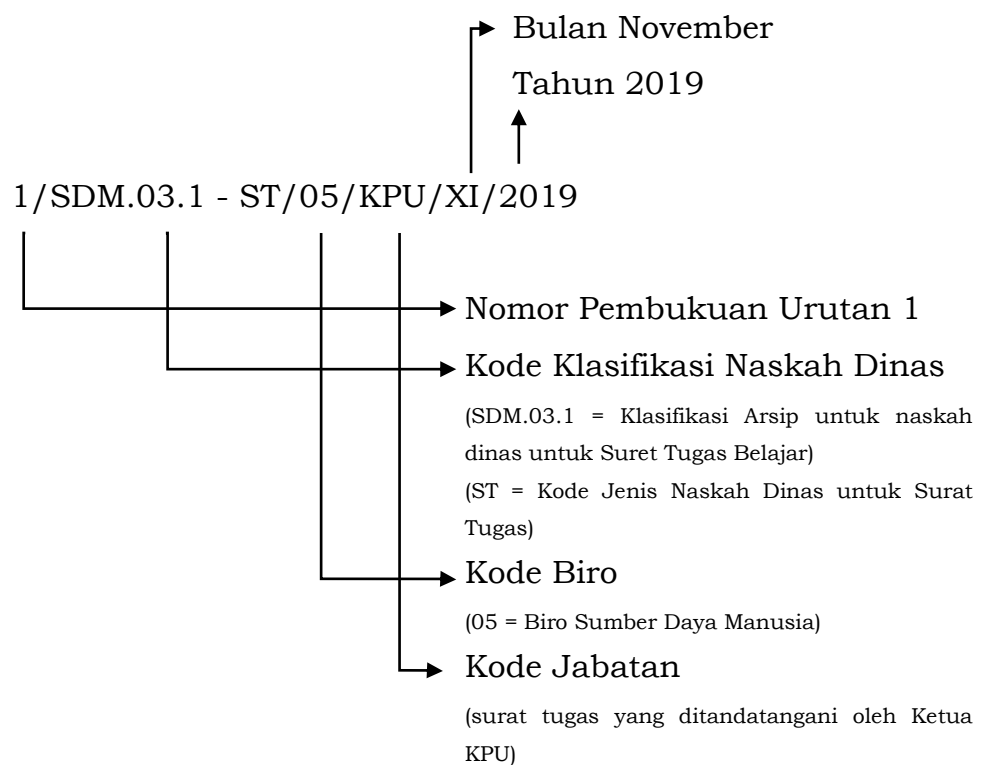 Bulan November
Tahun 2019
1/SDM.03.1 - ST/05/KPU/XI/2019
Nomor Pembukuan Urutan 1
Kode Klasifikasi Naskah Dinas
(SDM.03.1 = Klasifikasi Arsip untuk naskah
dinas untuk Suret Tugas Belajar)
(ST = Kode Jenis Naskah Dinas untuk Surat
Tugas)
Kode Biro
(05 = Biro Sumber Daya Manusia)
Kode Jabatan
(surat tugas yang ditandatangani oleh Ketua
KPU)